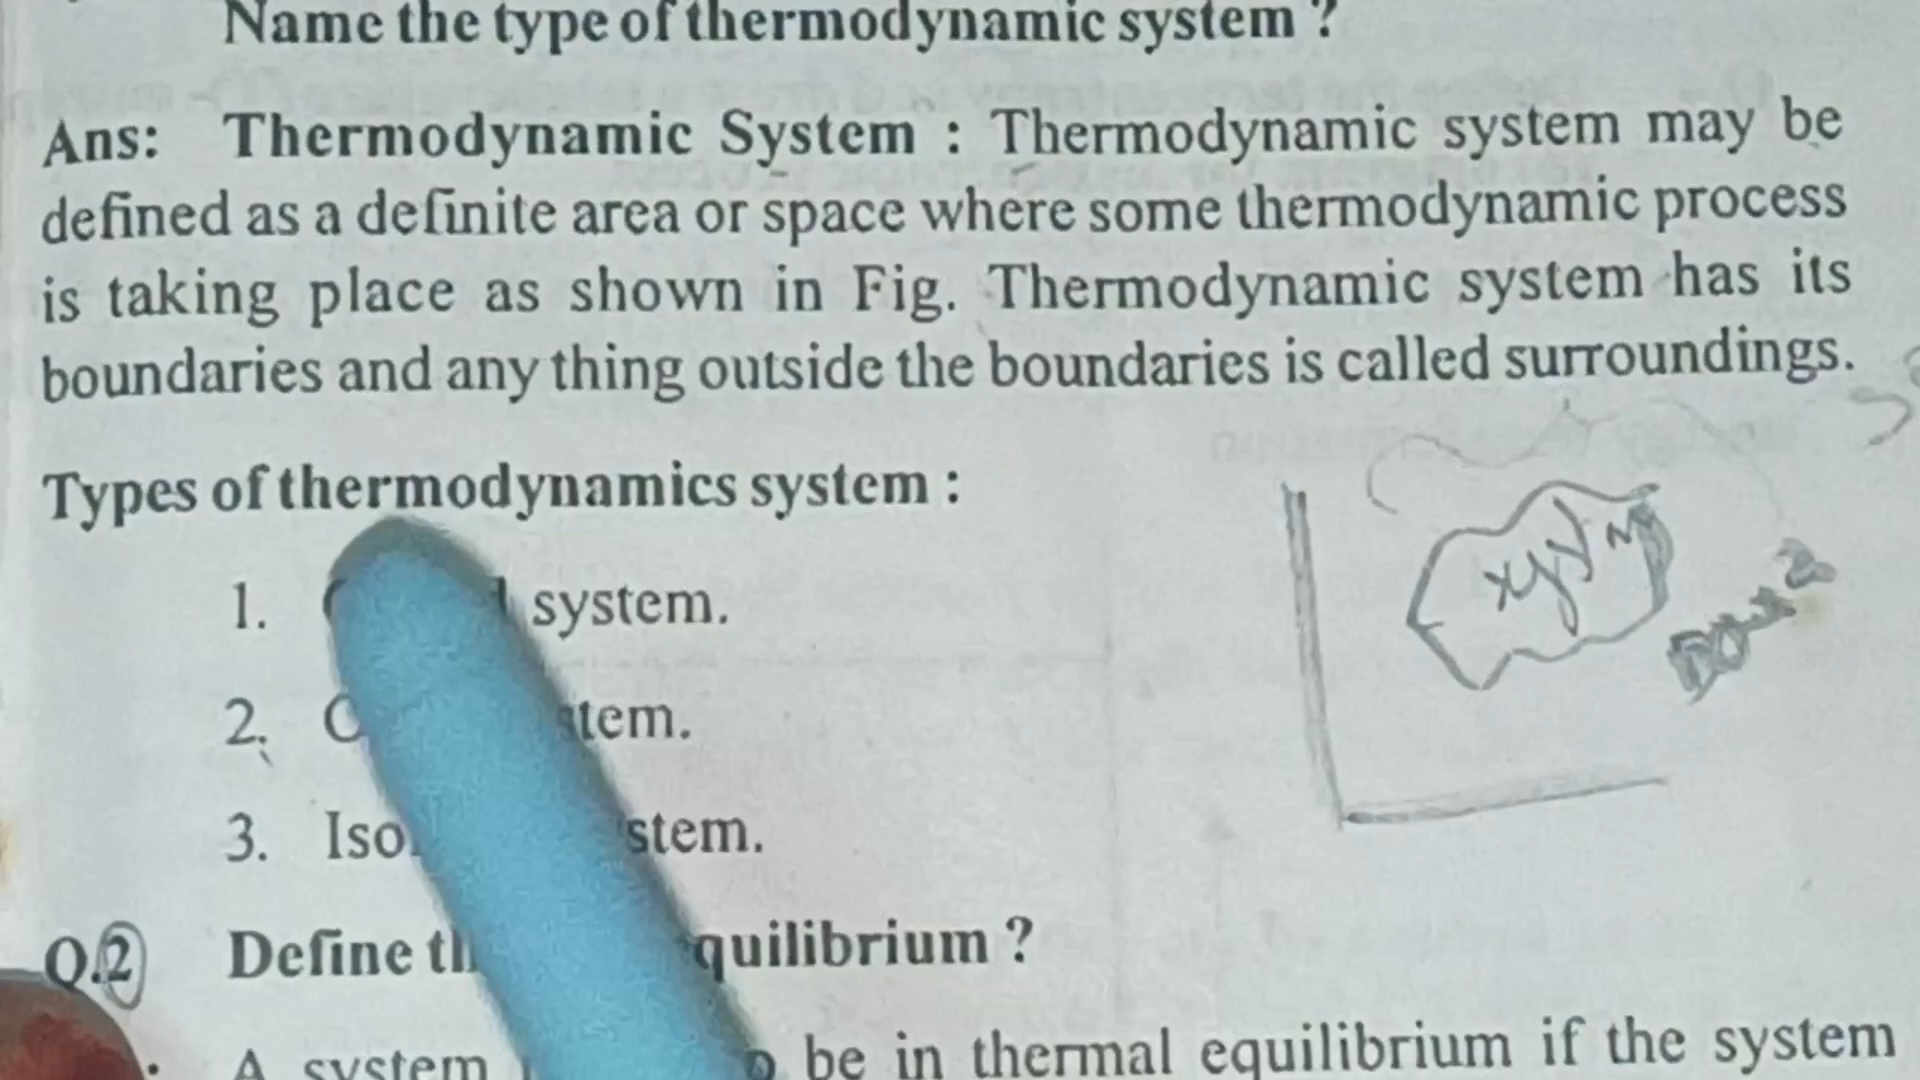 Name the type of thermodynamic system ?
Ans: Thermodynamic System : Thermodynamic system may be
defined as a definite area or space where some thermodynamic process
is taking place as shown in Fig. Thermodynamic system has its
boundaries and any thing outside the boundaries is called surroundings.
Types of thermodynamics system :
1. system.
2.
3.
Q.2 Define quilibrium ?
A system be in thermal equilibrium if the system